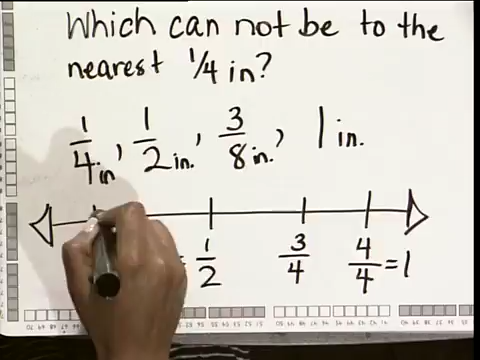 Which can not be to the
nearest 1/4 in?
1/4 in, 1/2 in., 3/8 in., 1 in.
= 1/2 3/4 4/4 = 1